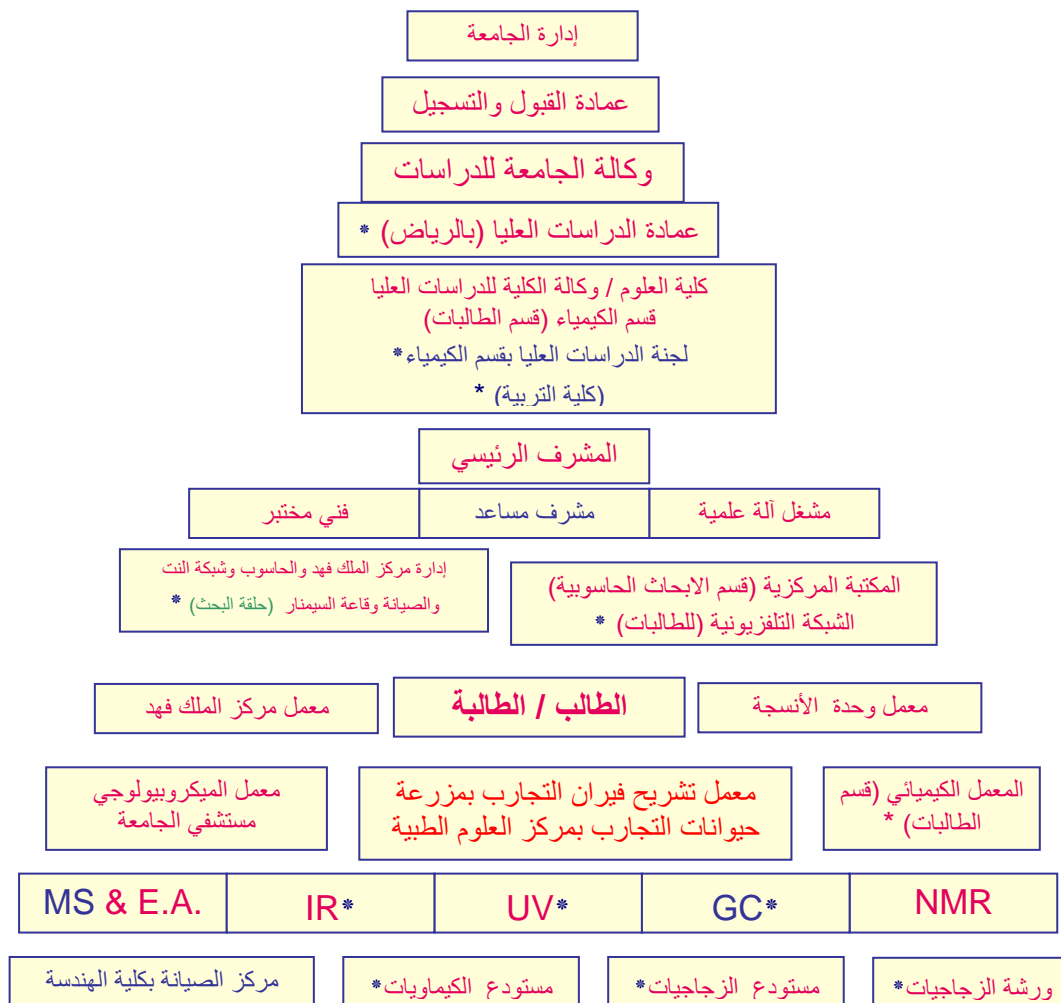 إدارة الجامعة
عمادة القبول والتسجيل
وكالة الجامعة للدراسات
عمادة الدراسات العليا (بالرياض) *
كلية العلوم / وكالة الكلية للدراسات العليا
قسم الكيمياء (قسم الطالبات)
لجنة الدراسات العليا بقسم الكيمياء*
(كلية التربية) *
المشرف الرئيسي
مشغل آلة علمية
مشرف مساعد
فني مختبر
المكتبة المركزية (قسم الابحاث الحاسوبية)
الشبكة التلفزيونية (للطالبات) *
إدارة مركز الملك فهد والحاسوب وشبكة النت
والصيانة وقاعة السيمنار (حلقة البحث) *
معمل وحدة الأنسجة
الطالب / الطالبة
معمل مركز الملك فهد
المعمل الكيميائي (قسم
الطالبات) *
معمل تشريح فيران التجارب بمزرعة
حيوانات التجارب بمركز العلوم الطبية
معمل الميكروبيولوجي
مستشفي الجامعة
MS & E.A.
IR*
UV*
GC*
NMR
ورشة الزجاجيات*
مستودع الزجاجيات*
مستودع الكيماويات*
مركز الصيانة بكلية الهندسة